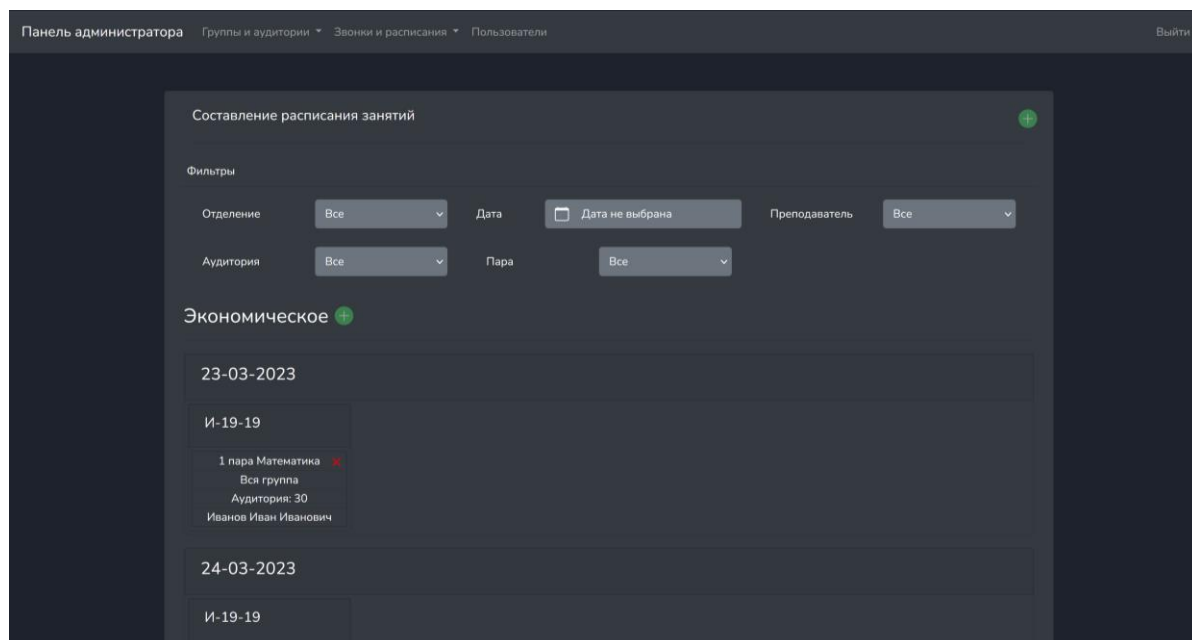 Панель администратора Группы и аудитории Звонки и расписания Пользователи Выйти
Составление расписания занятий
Фильтры
Отделение Все Дата Дата не выбрана Преподаватель Все
Аудитория Все Пара Все
Экономическое
23-03-2023
И-19-19
1 пара Математика
Вся группа
Аудитория: 30
Иванов Иван Иванович
24-03-2023
И-19-19